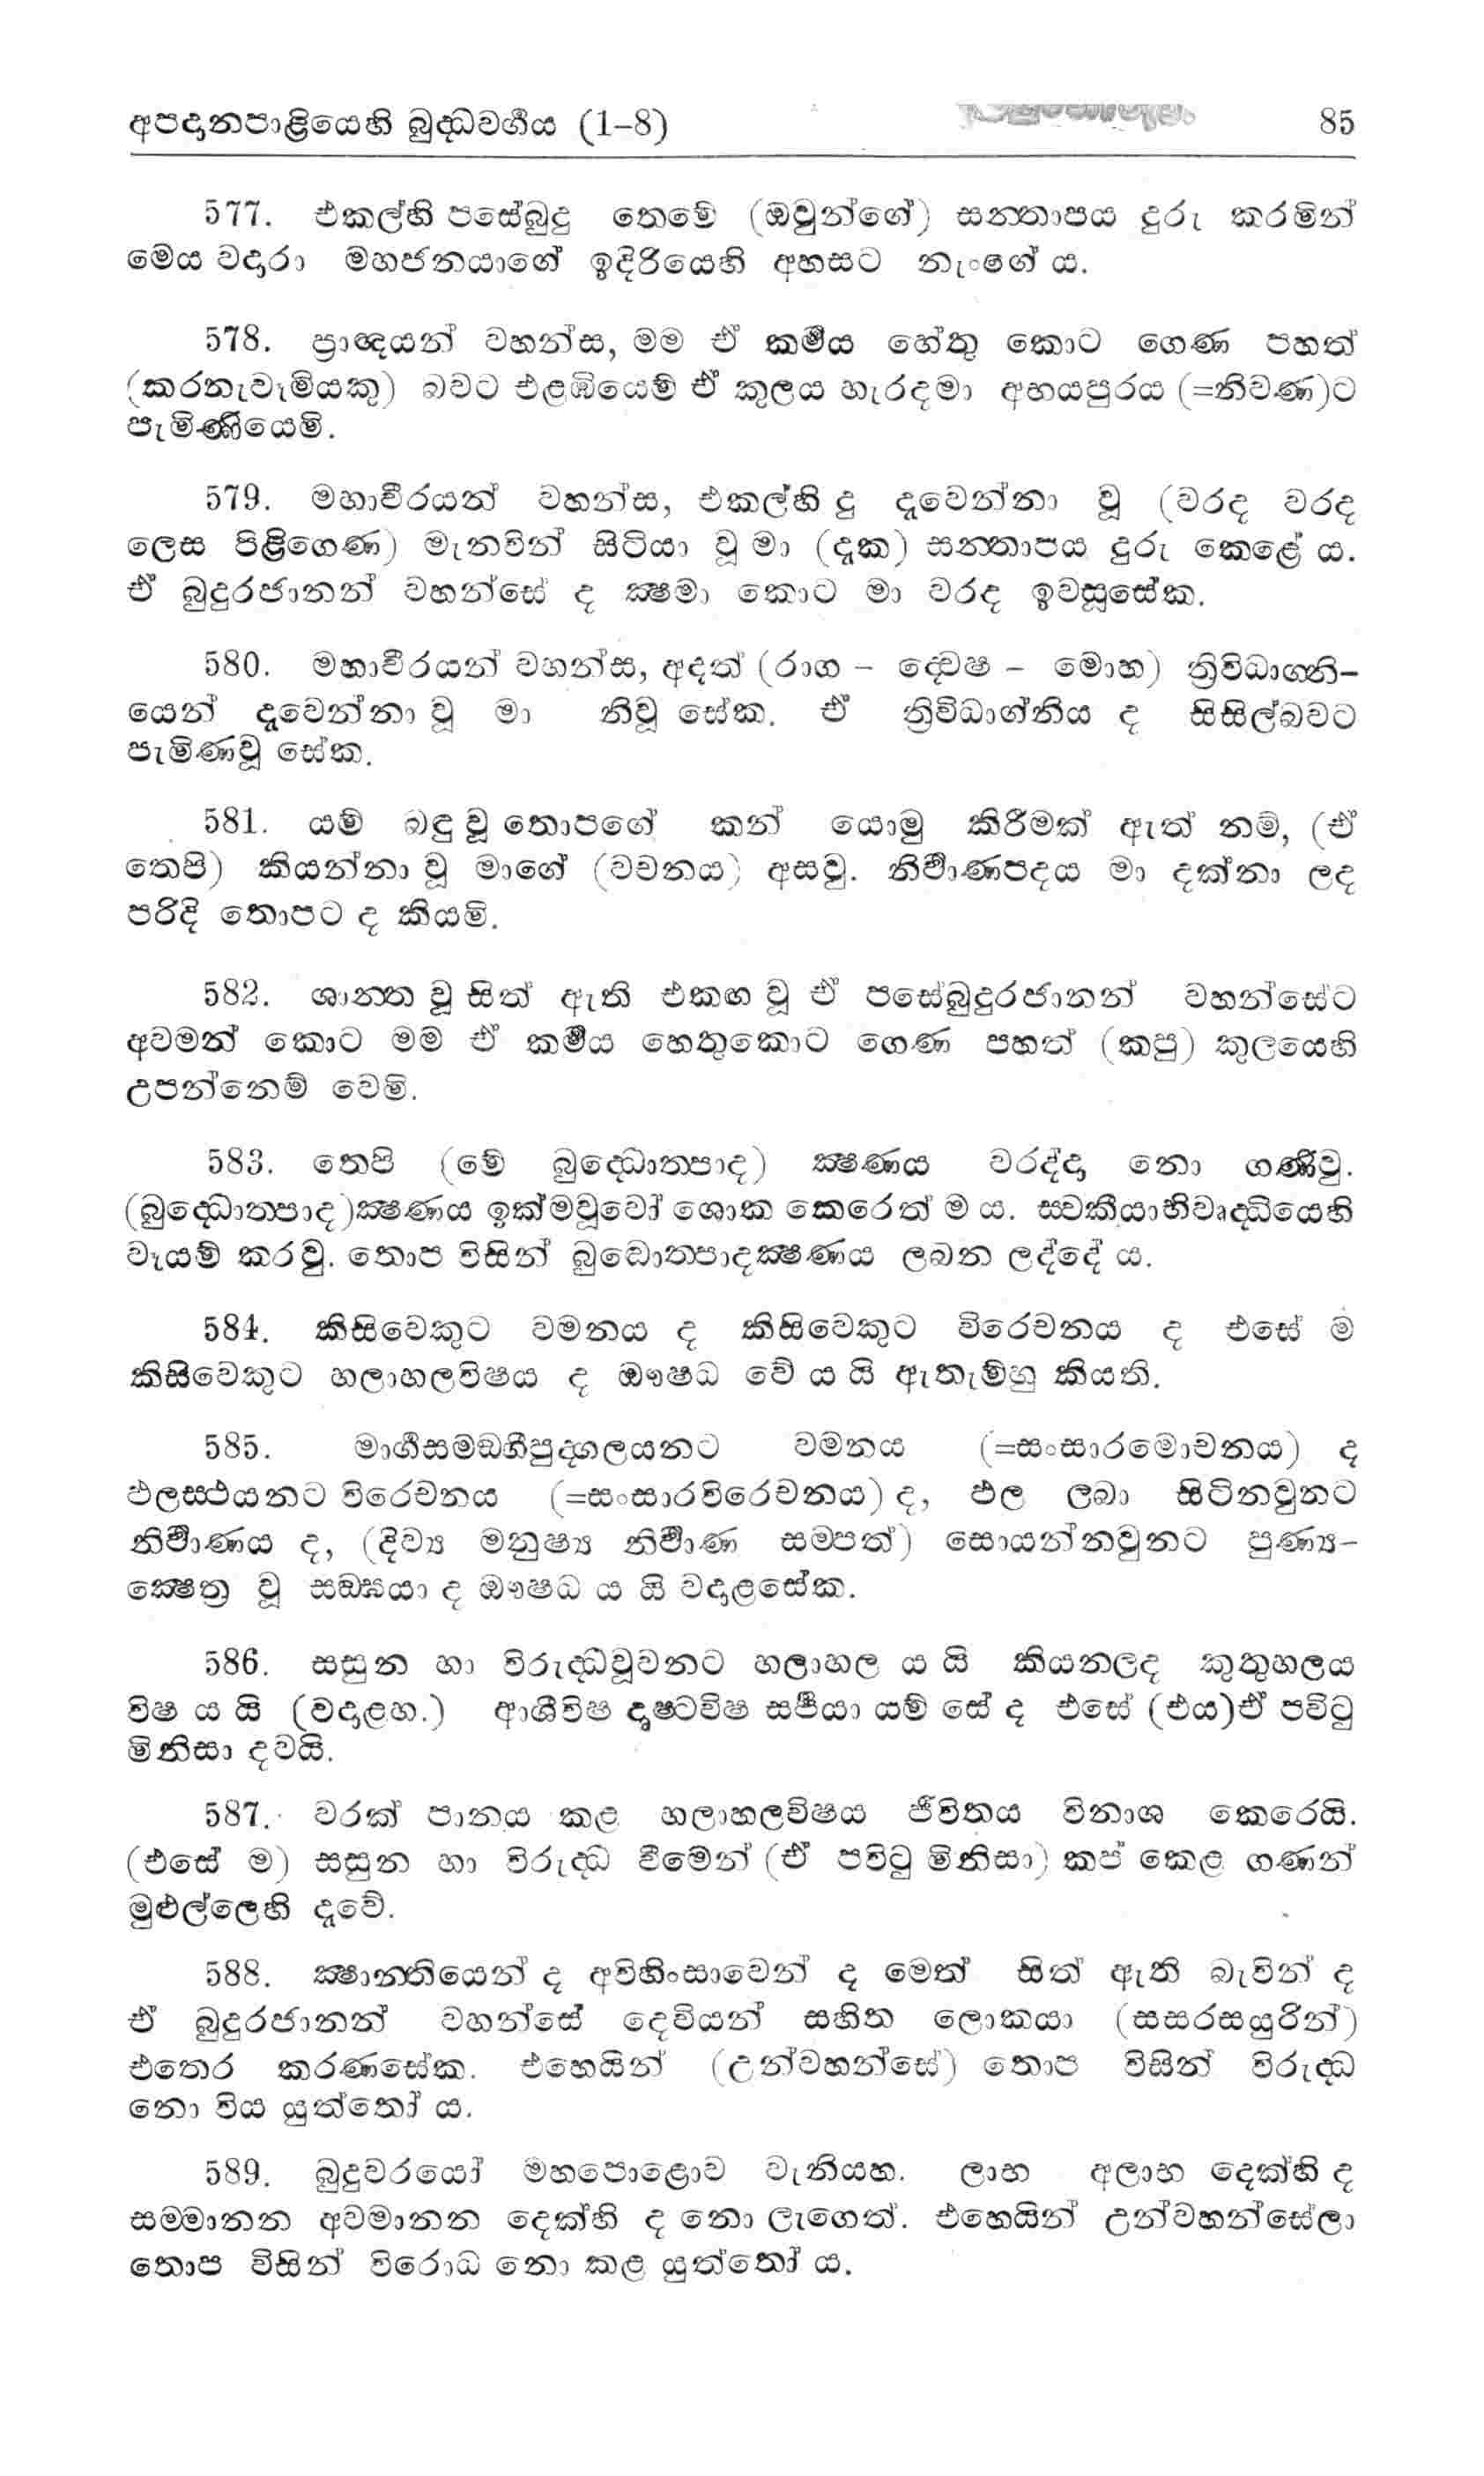 අපදානපාළියෙහි බුද්ධවර්‍ගය (1–8) 85
577. එකල්හි පසේබුදු තෙමේ (ඔවුන්ගේ) සන්තාපය දුරු කරමින්
මෙය වදාරා මහජනයාගේ ඉදිරියෙහි අහසට නැංගේ ය.
578. ප්‍රාඥයන් වහන්ස, මම ඒ කර්‍මය හේතු කොට ගෙණ පහත්
(කරනැවෑමියකු) බවට එළඹියෙමි ඒ කුලය හැරදමා අභයපුරය (=නිවණ)ට
පැමිණියෙමි.
579. මහාවීරයන් වහන්ස, එකල්හි දු දැවෙන්නා වූ (වරද වරද
ලෙස පිළිගෙණ) මැනවින් සිටියා වූ මා (දැක) සන්තාපය දුරු කෙළේ ය.
ඒ බුදුරජානන් වහන්සේ ද ක්‍ෂමා කොට මා වරද ඉවසූසේක.
580. මහාවීරයන් වහන්ස, අදත් (රාග – ද්වෙෂ – මොහ) ත්‍රිවිධාග්නි–
යෙන් දැවෙන්නා වූ මා නිවූ සේක. ඒ ත්‍රිවිධාග්නිය ද සිසිල්බවට
පැමිණවූ සේක.
581. යම් බඳු වූ තොපගේ කන් යොමු කිරීමක් ඇත් නම්, (ඒ
තෙපි) කියන්නා වූ මාගේ (වචනය) අසවු. නිර්‍වාණපදය මා දක්නා ලද
පරිදි තොපට ද කියමි.
582. ශාන්ත වූ සිත් ඇති එකඟ වූ ඒ පසේබුදුරජානන් වහන්සේට
අවමන් කොට මම ඒ කර්‍මය හෙතුකොට ගෙණ පහත් (කපු) කුලයෙහි
උපන්නෙම් වෙමි.
583. තෙපි (මේ බුද්ධොත්පාද) ක්‍ෂණය වරද්දා නො ගණිවු.
(බුද්ධොත්පාද)ක්‍ෂණය ඉක්මවූවෝ ශොක කෙරෙත් ම ය. ස්වකීයාභිවෘද්ධියෙහි
වෑයම් කරවු. තොප විසින් බුද්ධොත්පාදක්‍ෂණය ලබන ලද්දේ ය.
584. කිසිවෙකුට වමනය ද කිසිවෙකුට විරෙචනය ද එසේ ම
කිසිවෙකුට හලාහලවිෂය ද ඖෂධ වේ ය යි ඇතැම්හු කියති.
585. මාර්‍ගසමඞ්ගීපුද්ගලයනට වමනය (=සංසාරමොචනය) ද
ඵලස්ථයනට විරෙචනය (=සංසාරවිරෙචනය) ද, ඵල ලබා සිටිනවුනට
නිර්‍වාණය ද, (දිව්‍ය මනුෂ්‍ය නිර්‍වාණ සම්පත්) සොයන්නවුනට පුණ්‍ය–
ක්‍ෂෙත්‍ර වූ සඞ්ඝයා ද ඖෂධ ය යි වදාළසේක.
586. සසුන හා විරුද්ධවූවනට හලාහල ය යි කියනලද කුතුහලය
විෂ ය යි (වදාළහ.) ආශීවිෂ දෘෂ්ටවිෂ සර්‍පයා යම් සේ ද එසේ (එය)ඒ පවිටු
මිනිසා දවයි.
587. වරක් පානය කළ හලාහලවිෂය ජීවිතය විනාශ කෙරෙයි.
(එසේ ම) සසුන හා විරුද්ධ වීමෙන් (ඒ පවිටු මිනිසා) කප් කෙළ ගණන්
මුළුල්ලෙහි දැවේ.
588. ක්‍ෂාන්තියෙන් ද අවිහිංසාවෙන් ද මෙත් සිත් ඇති බැවින් ද
ඒ බුදුරජානන් වහන්සේ දෙවියන් සහිත ලොකයා (සසරසයුරින්)
එතෙර කරණසේක. එහෙයින් (උන්වහන්සේ) තොප විසින් විරුද්ධ
නො විය යුත්තෝ ය.
589. බුදුවරයෝ මහපොළොව වැනියහ. ලාභ අලාභ දෙක්හි ද
සම්මානන අවමානන දෙක්හි ද නො ලැගෙත්. එහෙයින් උන්වහන්සේලා
තොප විසින් විරොධ නො කළ යුත්තෝ ය.